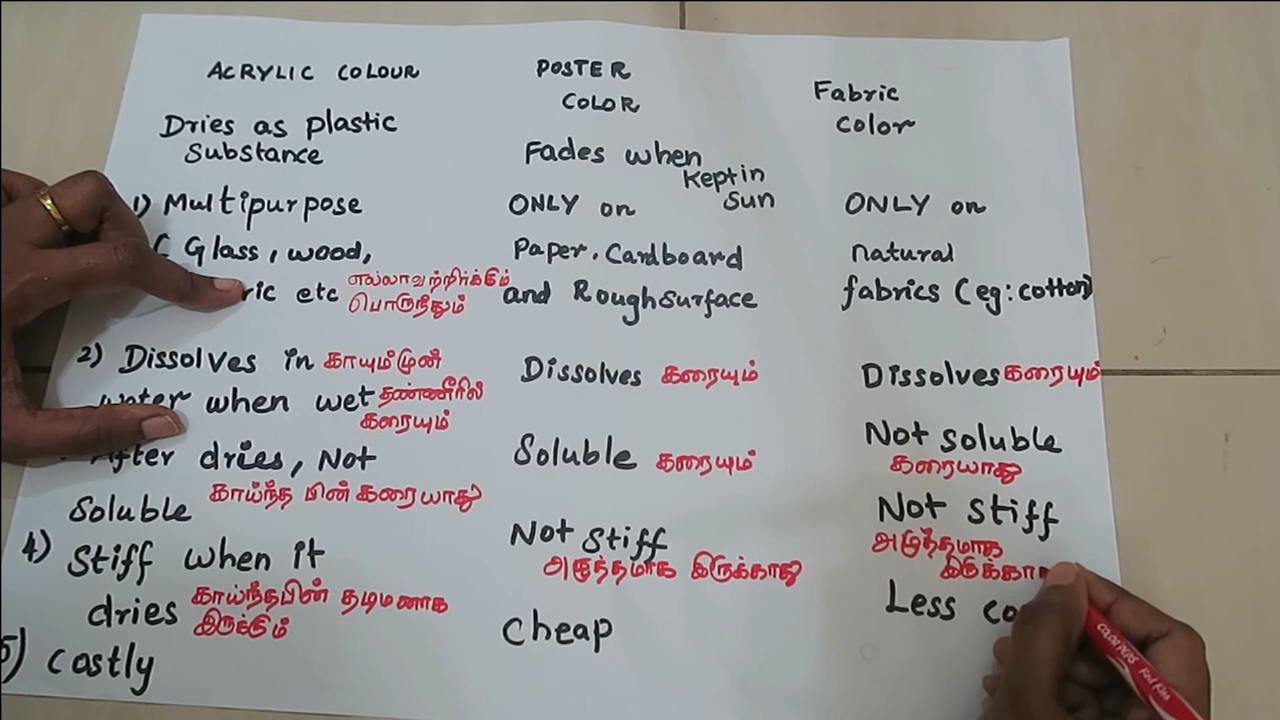 ACRYLIC COLOUR
Dries as plastic
Substance
1) Multipurpose
( Glass, wood,
ric etc எல்லாவற்றிர்க்கும்
பொருந்தும்
2) Dissolves in காயும்முன்
water when wet தண்ணீரில்
கரையும்
After dries, Not
Soluble காய்ந்த பின் கரையாது
4) Stiff when it
dries காய்ந்தபின் தடிமணாக
இருக்கும்
5) Costly
POSTER
COLOR
Fades when
Kept in
Sun
ONLY on
Paper, Cardboard
and Rough surface
Dissolves கரையும்
Soluble கரையும்
Not stiff
அழுத்தமாக இருக்காது
Cheap
Fabric
Color
ONLY on
natural
fabrics (eg: cotton)
Dissolves கரையும்
Not soluble
கரையாது
Not stiff
அழுத்தமாக
Less
COLOUR PENS